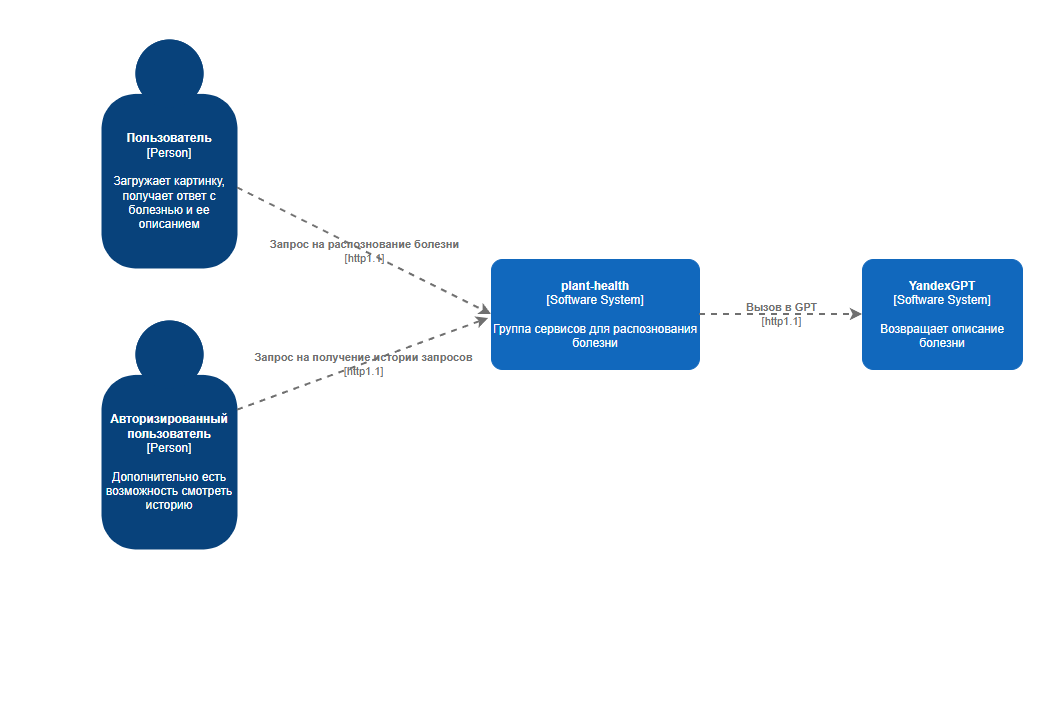 Пользователь
[Person]
Загружает картинку,
получает ответ с
болезнью и ее
описанием
Запрос на распознование болезни
[http1.1]
plant-health
[Software System]
Группа сервисов для распознования
болезни
Вызов в GPT
[http1.1]
YandexGPT
[Software System]
Возвращает описание
болезни
Запрос на получение истории запросов
[http1.1]
Авторизированный
пользователь
[Person]
Дополнительно есть
возможность смотреть
историю